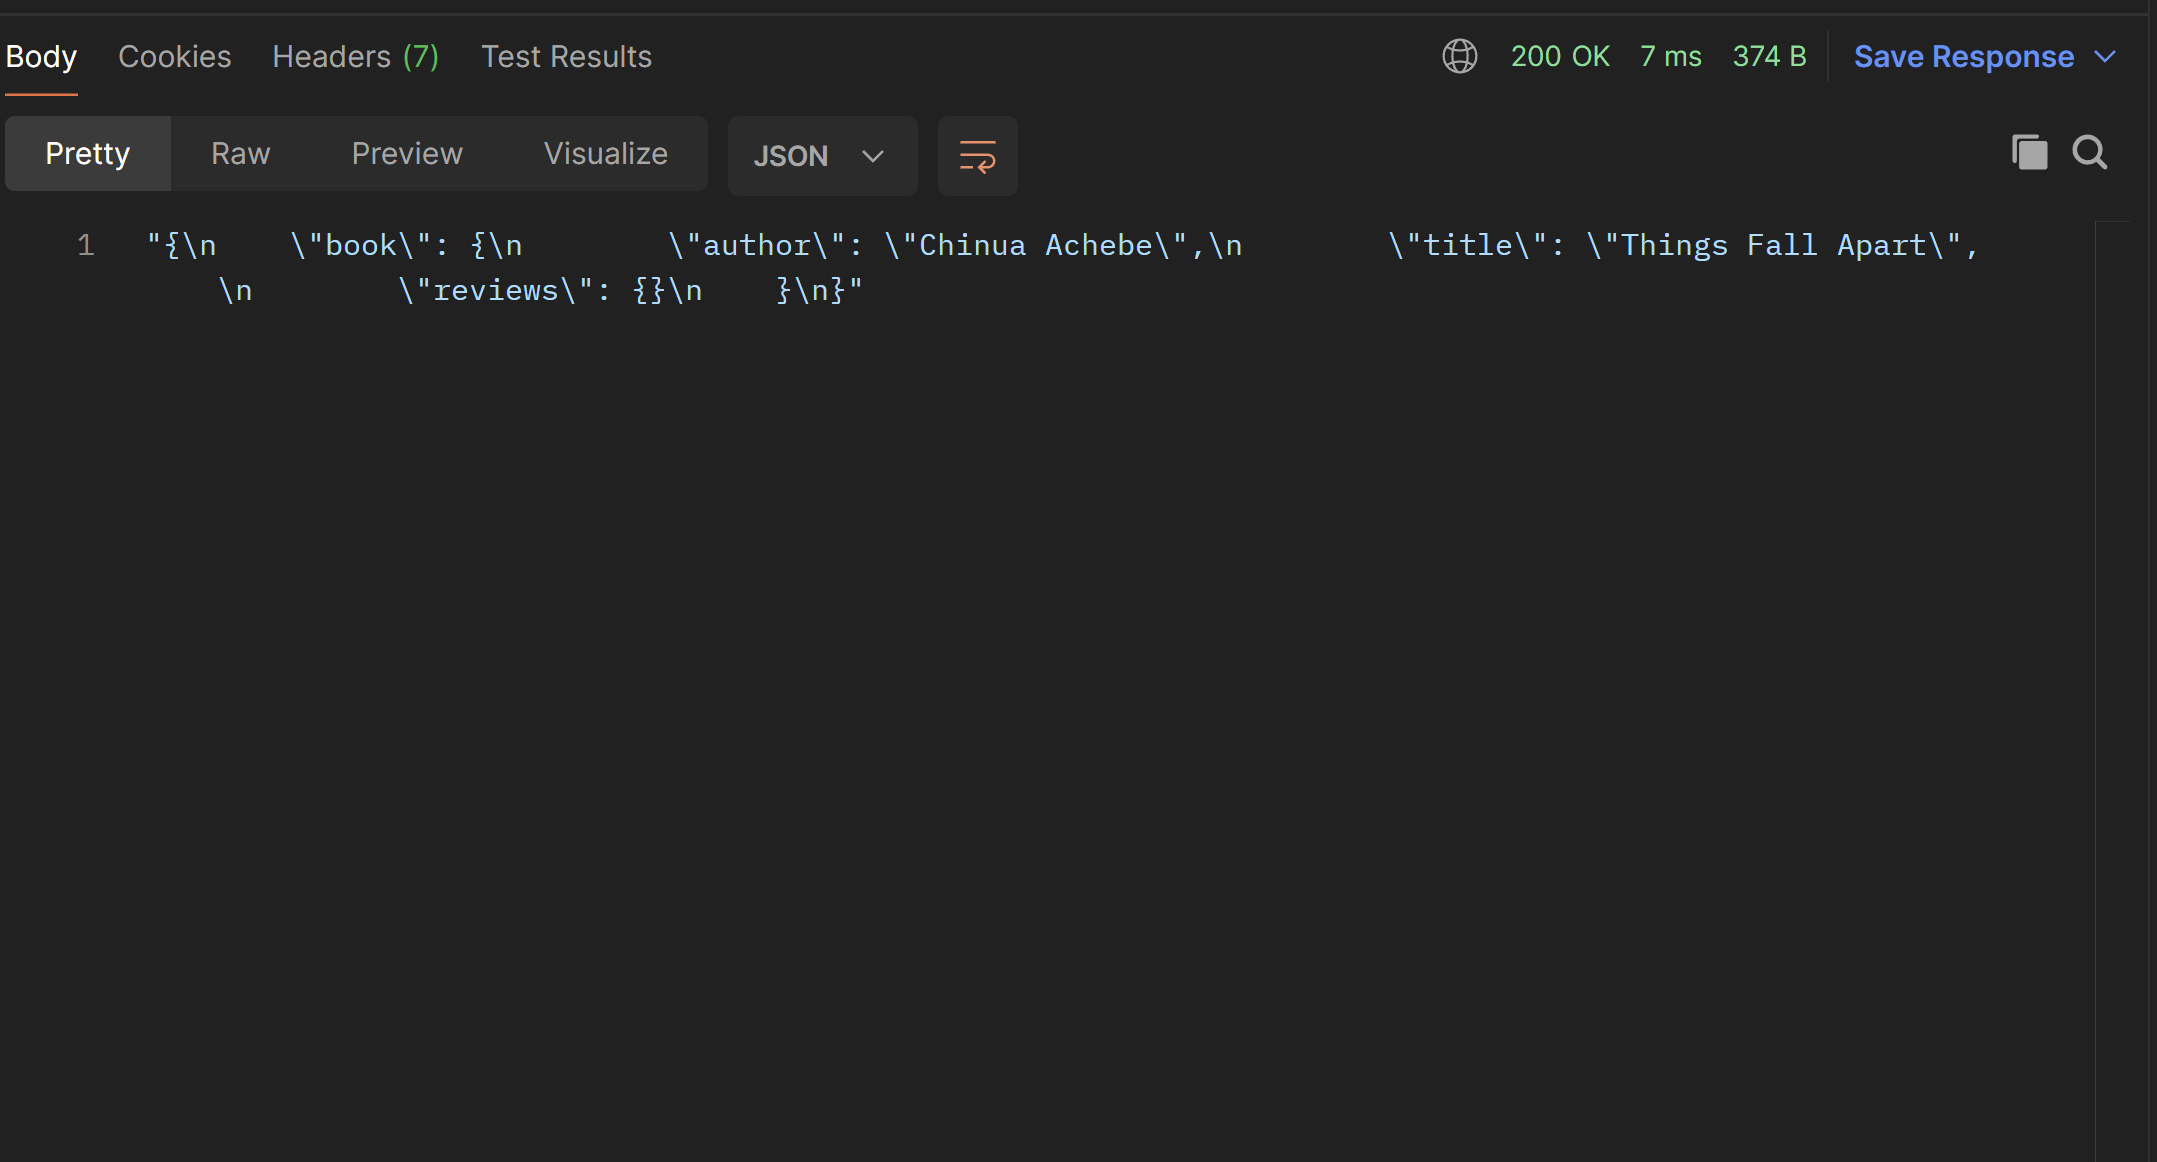 Body Cookies Headers (7) Test Results 200 OK 7 ms 374 B Save Response
Pretty Raw Preview Visualize JSON
1 "{\n    \"book\": {\n        \"author\": \"Chinua Achebe\",\n        \"title\": \"Things Fall Apart\",
\n        \"reviews\": {}\n    }\n}"